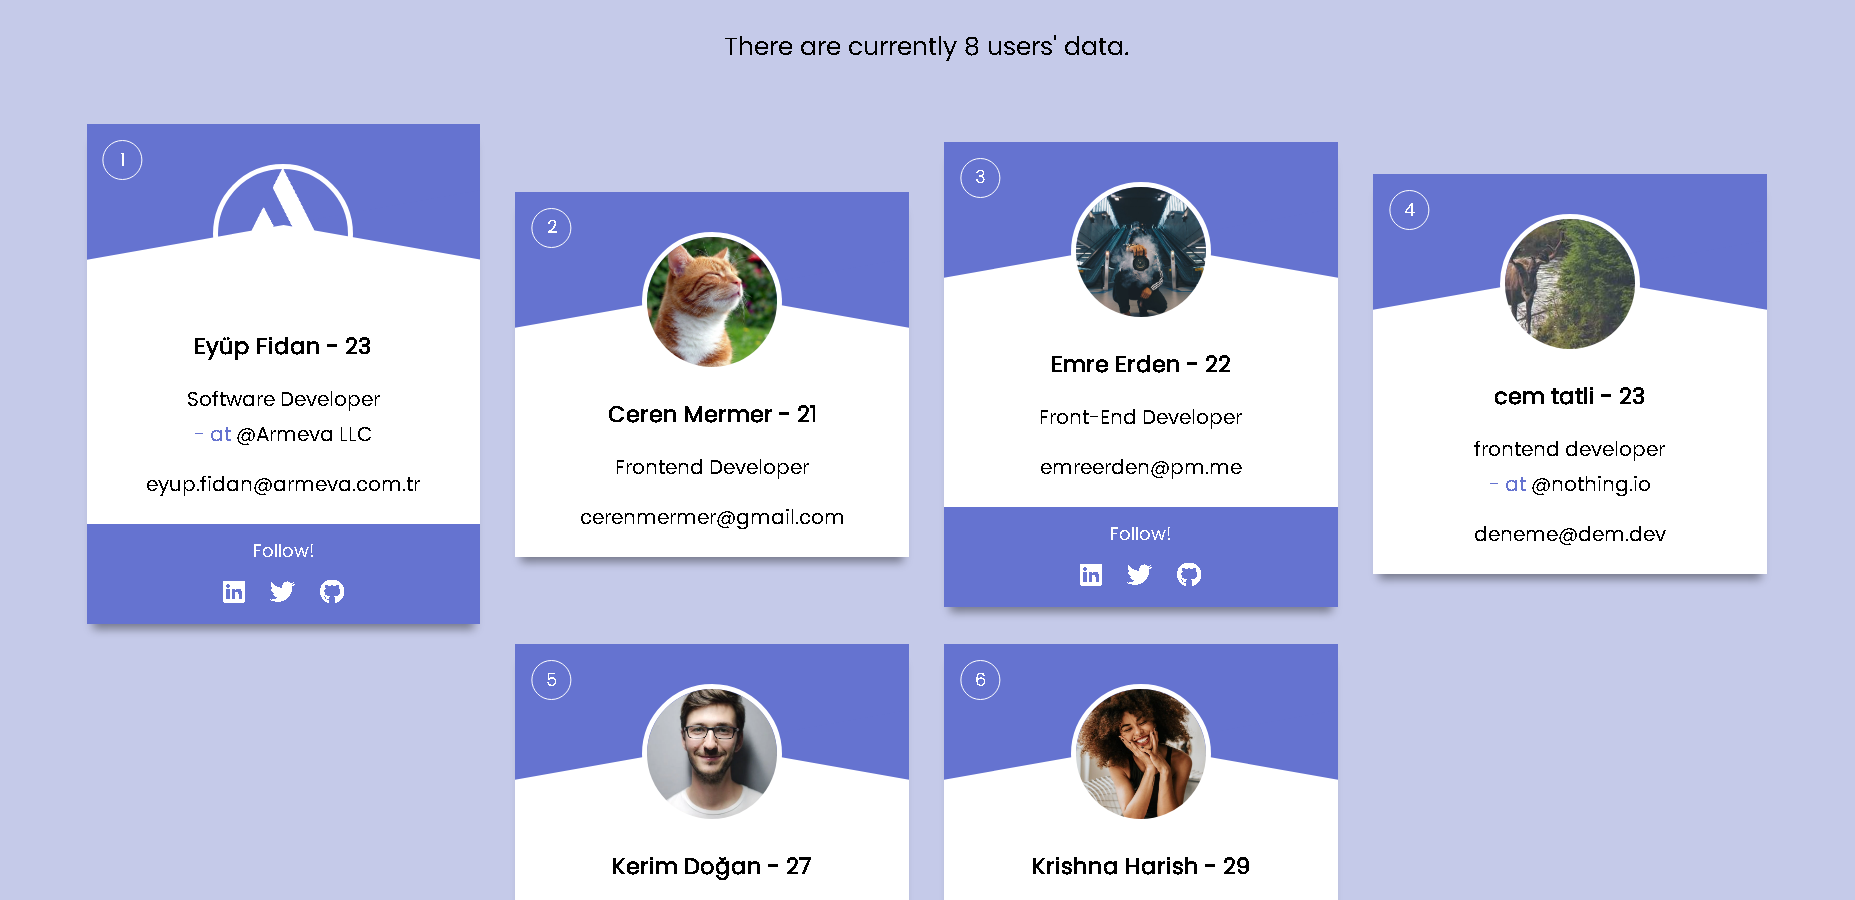 There are currently 8 users' data.
1
Eyüp Fidan - 23
Software Developer
- at @Armeva LLC
eyup.fidan@armeva.com.tr
Follow!
2
Ceren Mermer - 21
Frontend Developer
cerenmermer@gmail.com
3
Emre Erden - 22
Front-End Developer
emreerden@pm.me
Follow!
4
cem tatli - 23
frontend developer
- at @nothing.io
deneme@dem.dev
5
Kerim Doğan - 27
6
Krishna Harish - 29